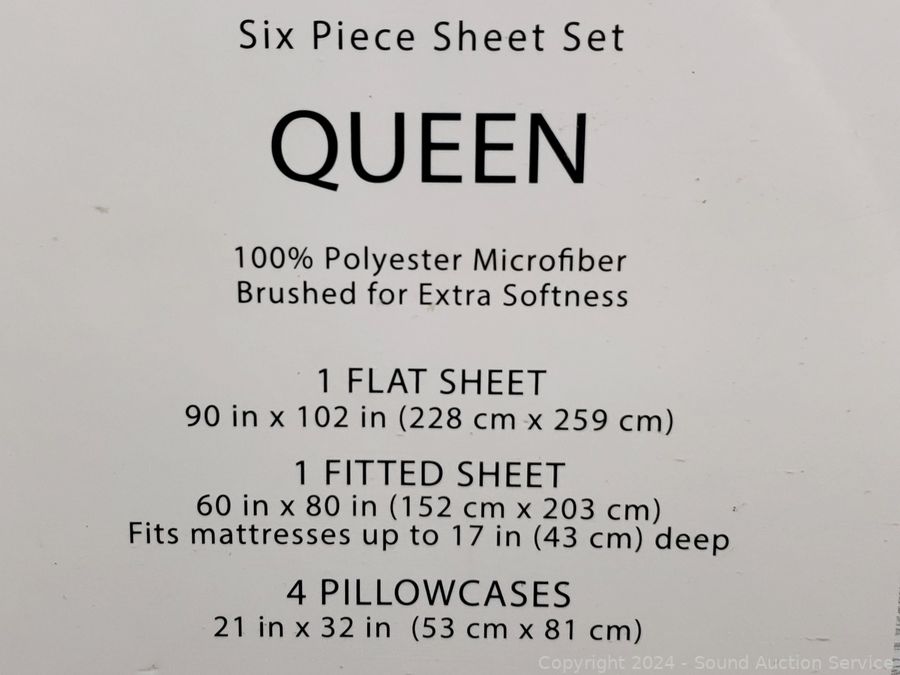 Six Piece Sheet Set
QUEEN
100% Polyester Microfiber
Brushed for Extra Softness
1 FLAT SHEET
90 in x 102 in (228 cm x 259 cm)
1 FITTED SHEET
60 in x 80 in (152 cm x 203 cm)
Fits mattresses up to 17 in (43 cm) deep
4 PILLOWCASES
21 in x 32 in (53 cm x 81 cm)
Copyright 2024 - Sound Auction Service